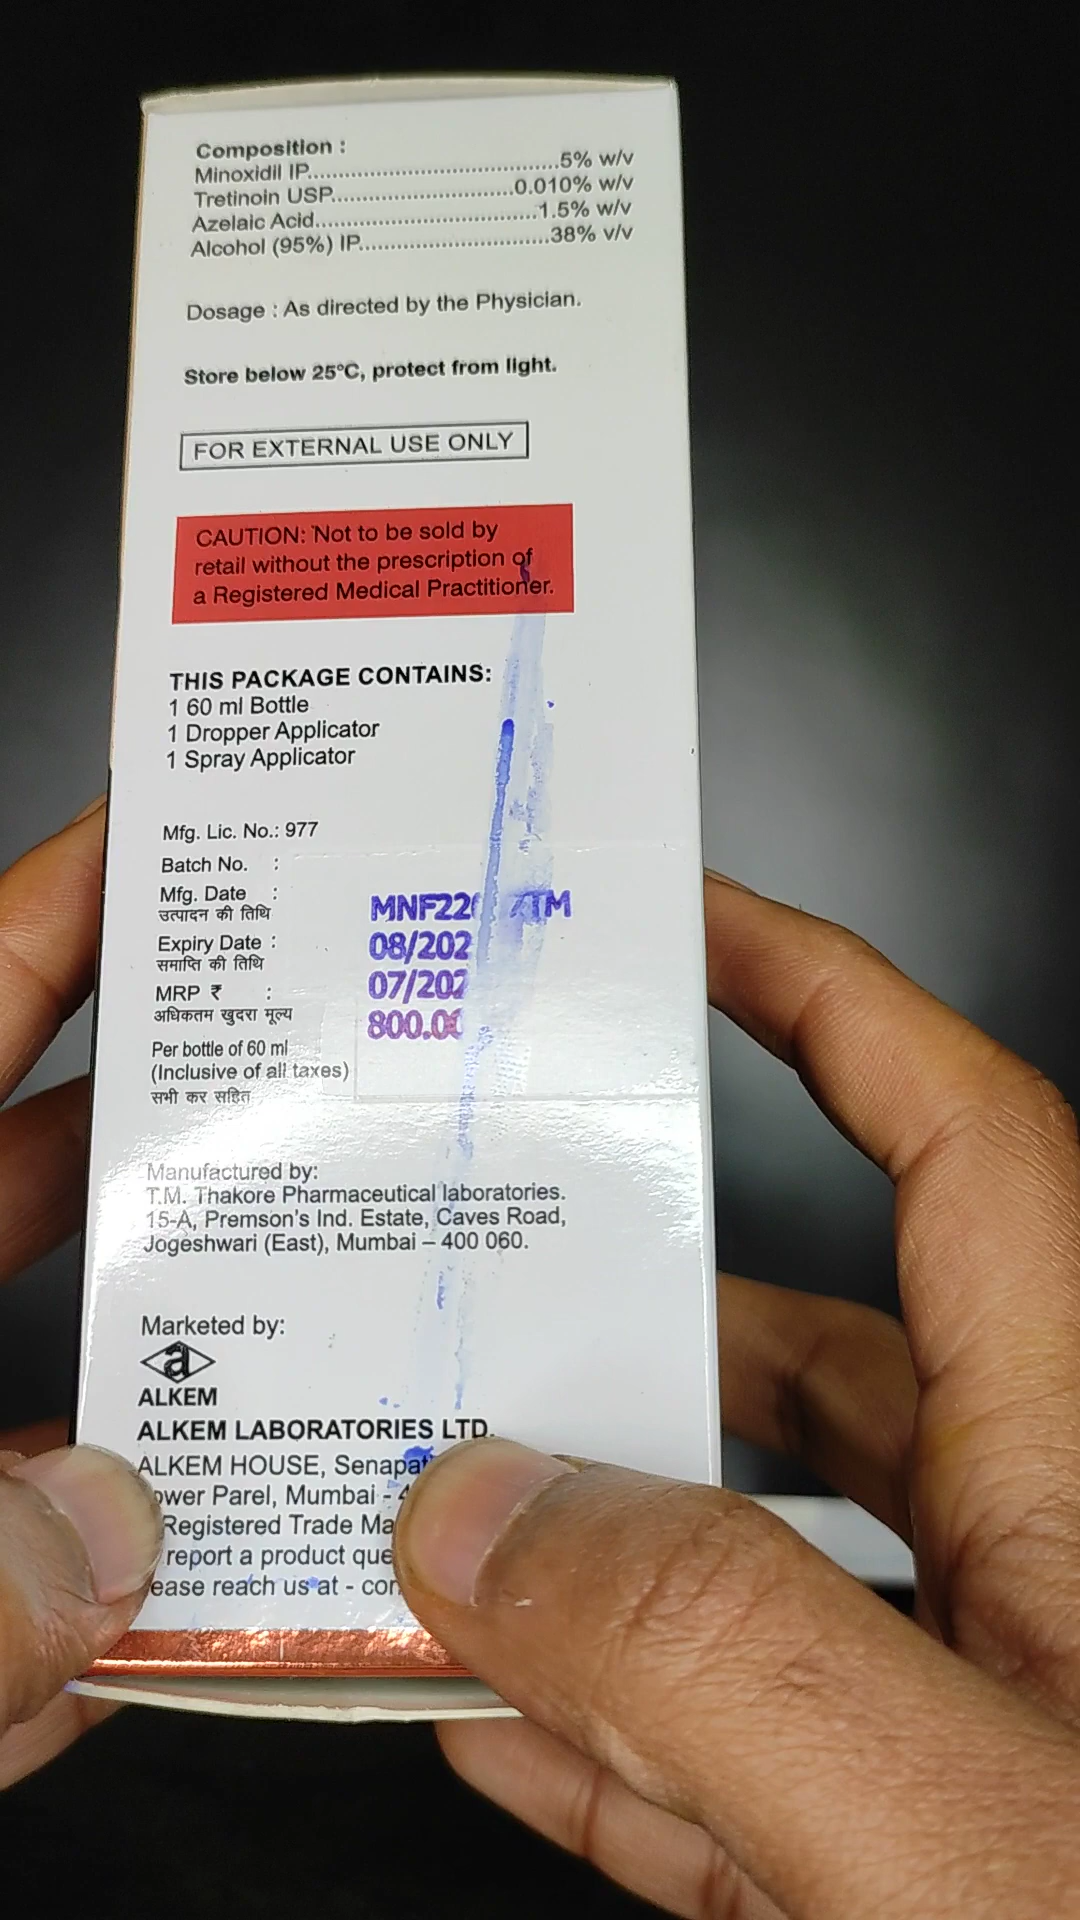 Composition :
Minoxidil IP..........................................5% w/v
Tretinoin USP..............................0.010% w/v
Azelaic Acid.....................................1.5% w/v
Alcohol (95%) IP...............................38% v/v
Dosage : As directed by the Physician.
Store below 25°C, protect from light.
FOR EXTERNAL USE ONLY
CAUTION: Not to be sold by
retail without the prescription of
a Registered Medical Practitioner.
THIS PACKAGE CONTAINS:
1 60 ml Bottle
1 Dropper Applicator
1 Spray Applicator
Mfg. Lic. No.: 977
Batch No. :
Mfg. Date :
उत्पादन की तिथि
Expiry Date :
समाप्ति की तिथि
MRP ₹ :
अधिकतम खुदरा मूल्य
Per bottle of 60 ml
(Inclusive of all taxes)
सभी कर सहित
Manufactured by:
T.M. Thakore Pharmaceutical laboratories.
15-A, Premson's Ind. Estate, Caves Road,
Jogeshwari (East), Mumbai – 400 060.
Marketed by:
a
ALKEM
ALKEM LABORATORIES LTD.
ALKEM HOUSE,
Parel, Mumbai -
Registered Trade
report a product
reach us at -